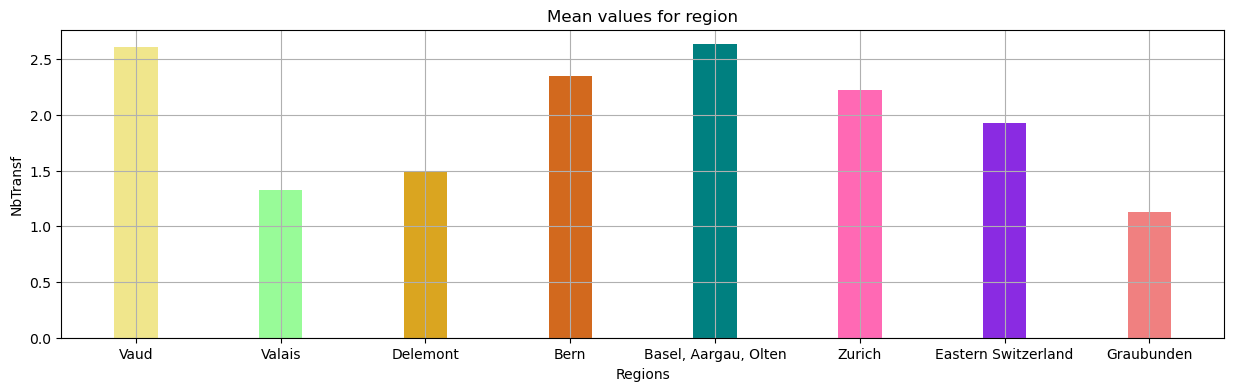 Mean values for region
NbTransf
2.5
2.0
1.5
1.0
0.5
0.0
Vaud Valais Delemont Bern Basel, Aargau, Olten Zurich Eastern Switzerland Graubunden
Regions